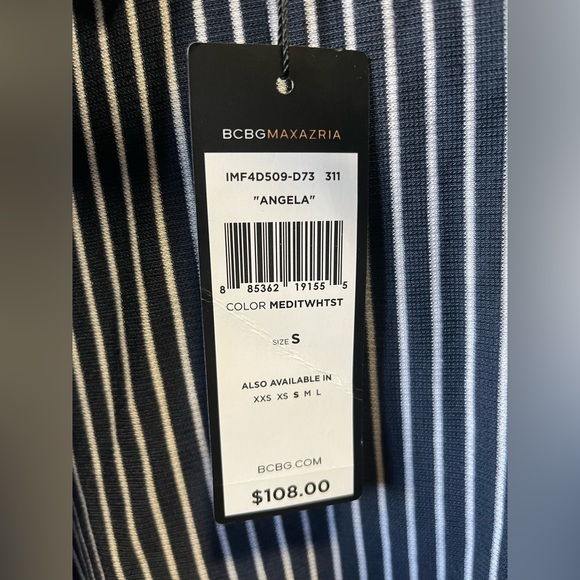 BCBGMAXAZRIA
IMF4D509-D73 311
"ANGELA"
8 85362 19155 5
COLOR MEDITWHTST
SIZE S
ALSO AVAILABLE IN
XXS XS S M L
BCBG.COM
$108.00